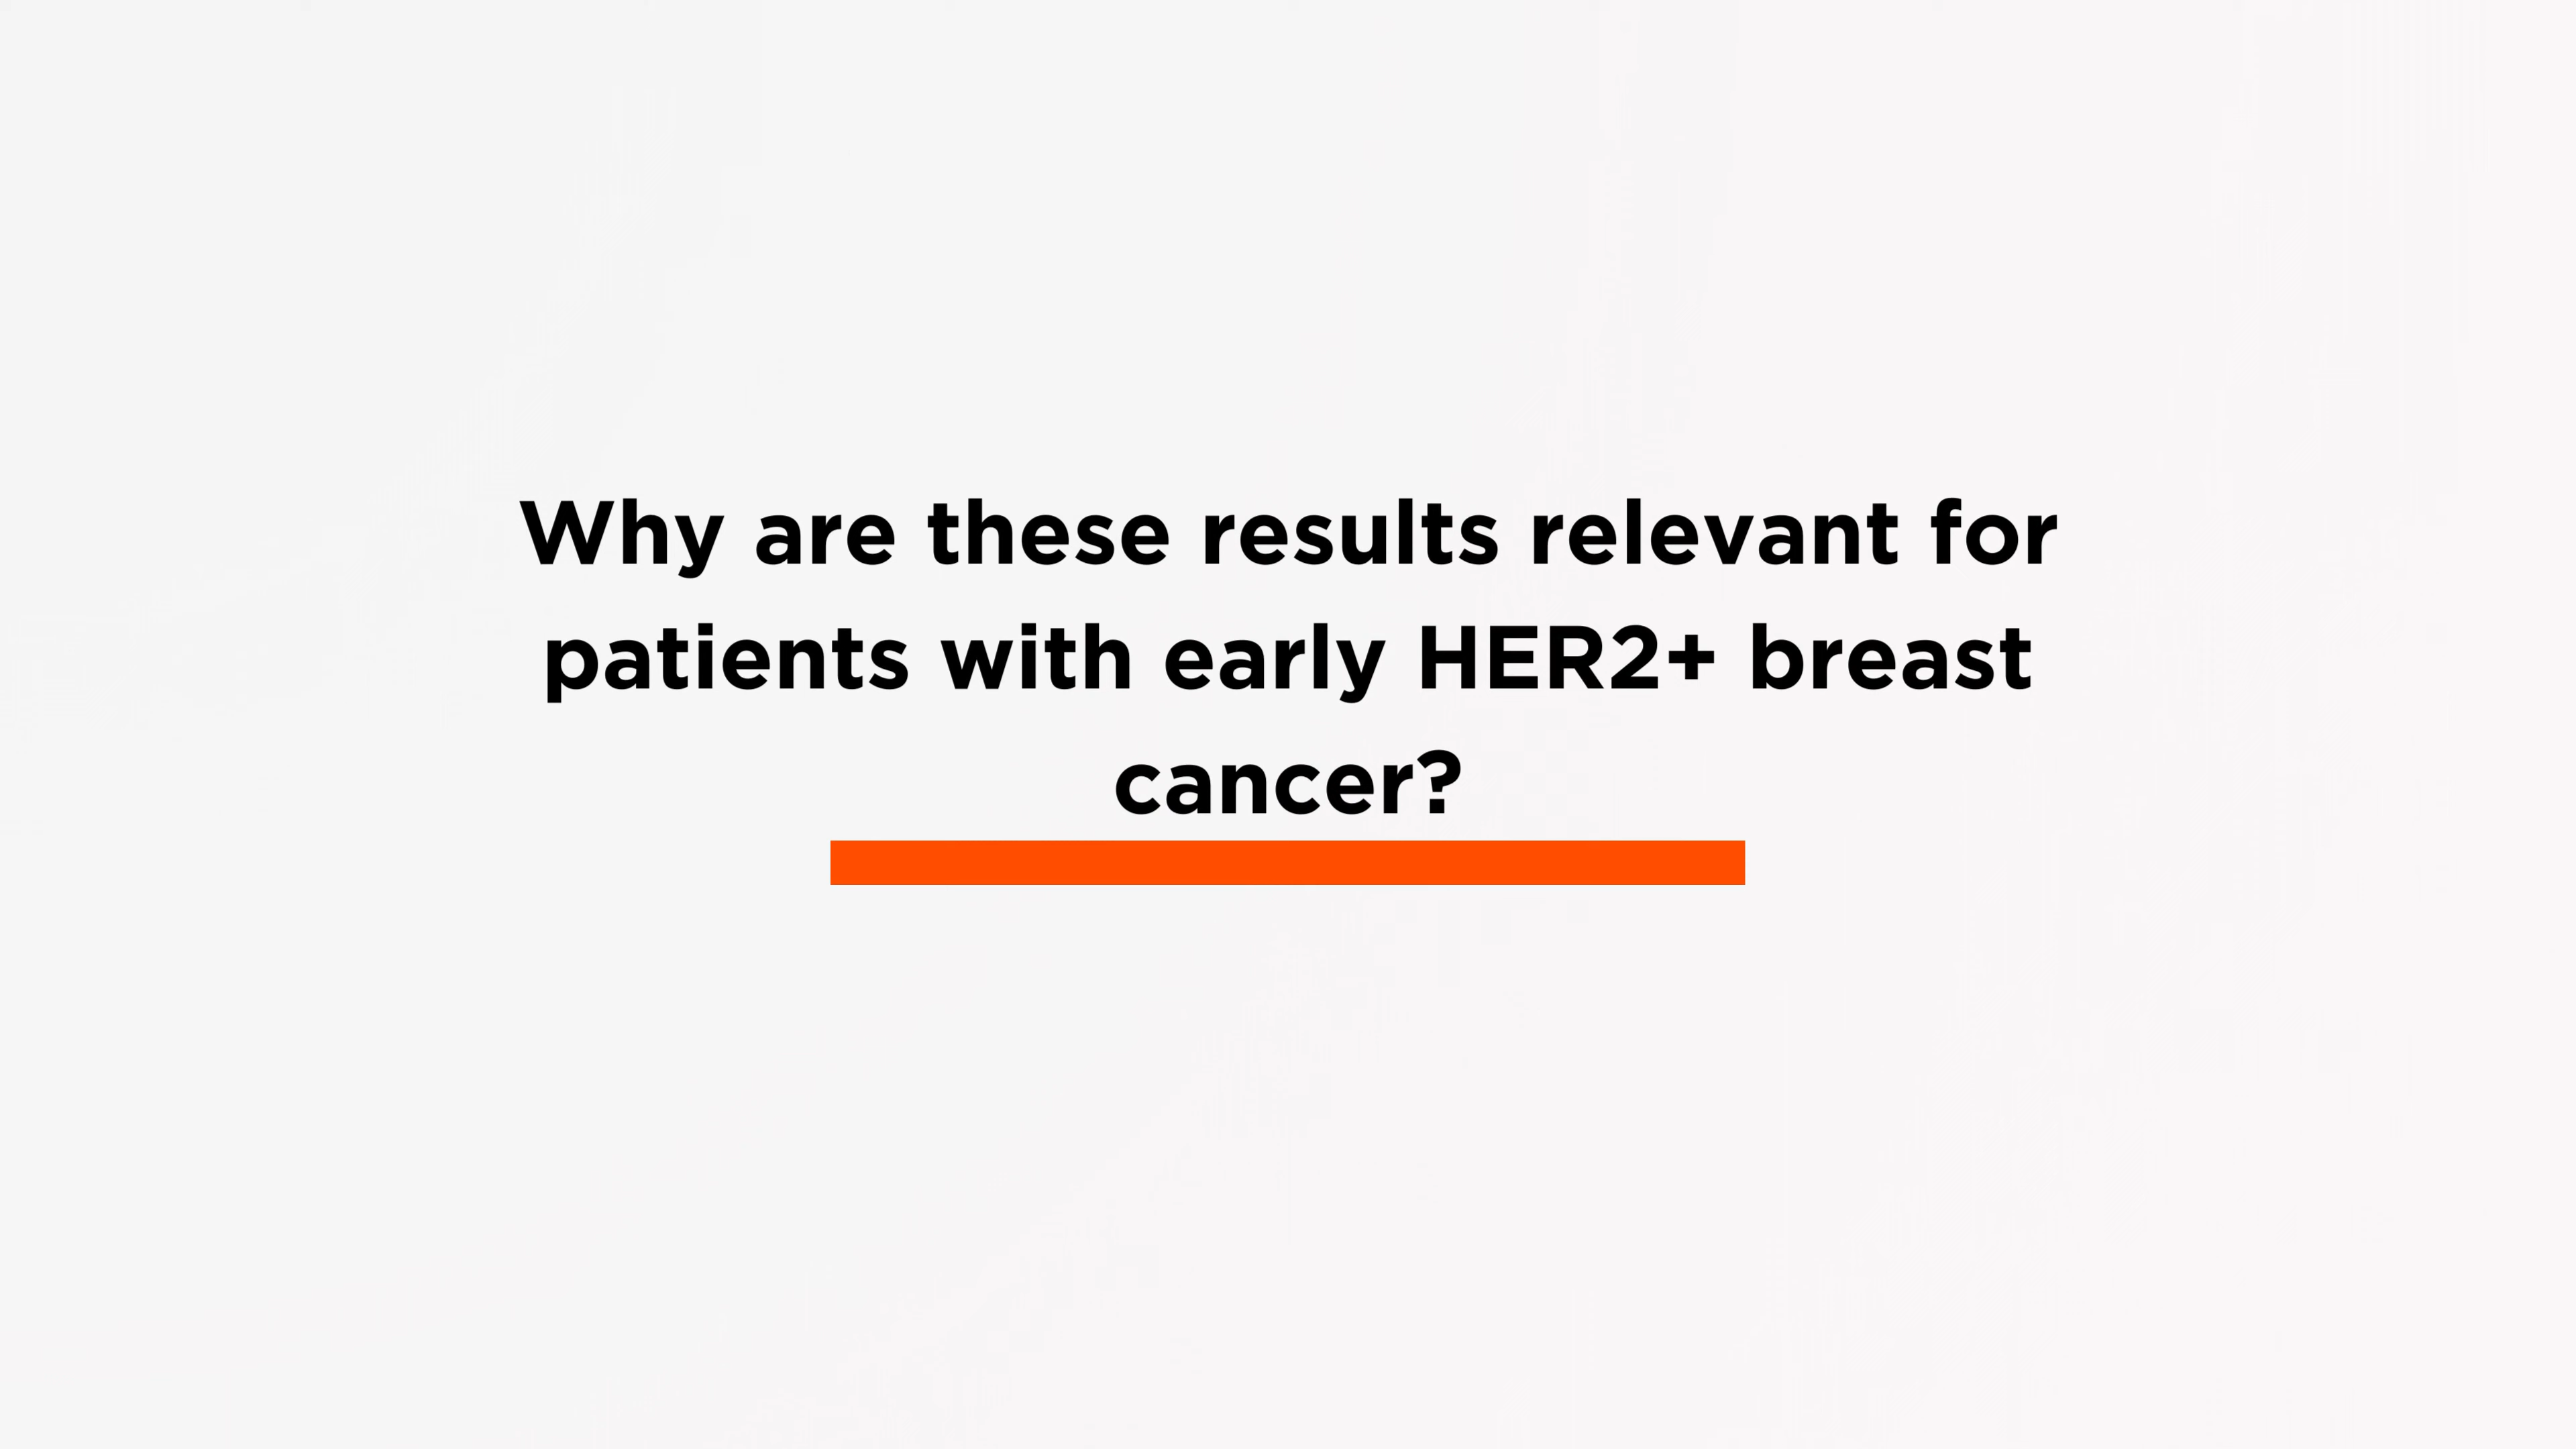 Why are these results relevant for
patients with early HER2+ breast
cancer?